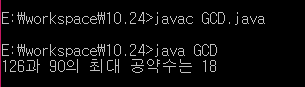 E:₩workspace₩10.24>javac GCD.java
E:₩workspace₩10.24>java GCD
126과 90의 최대 공약수는 18